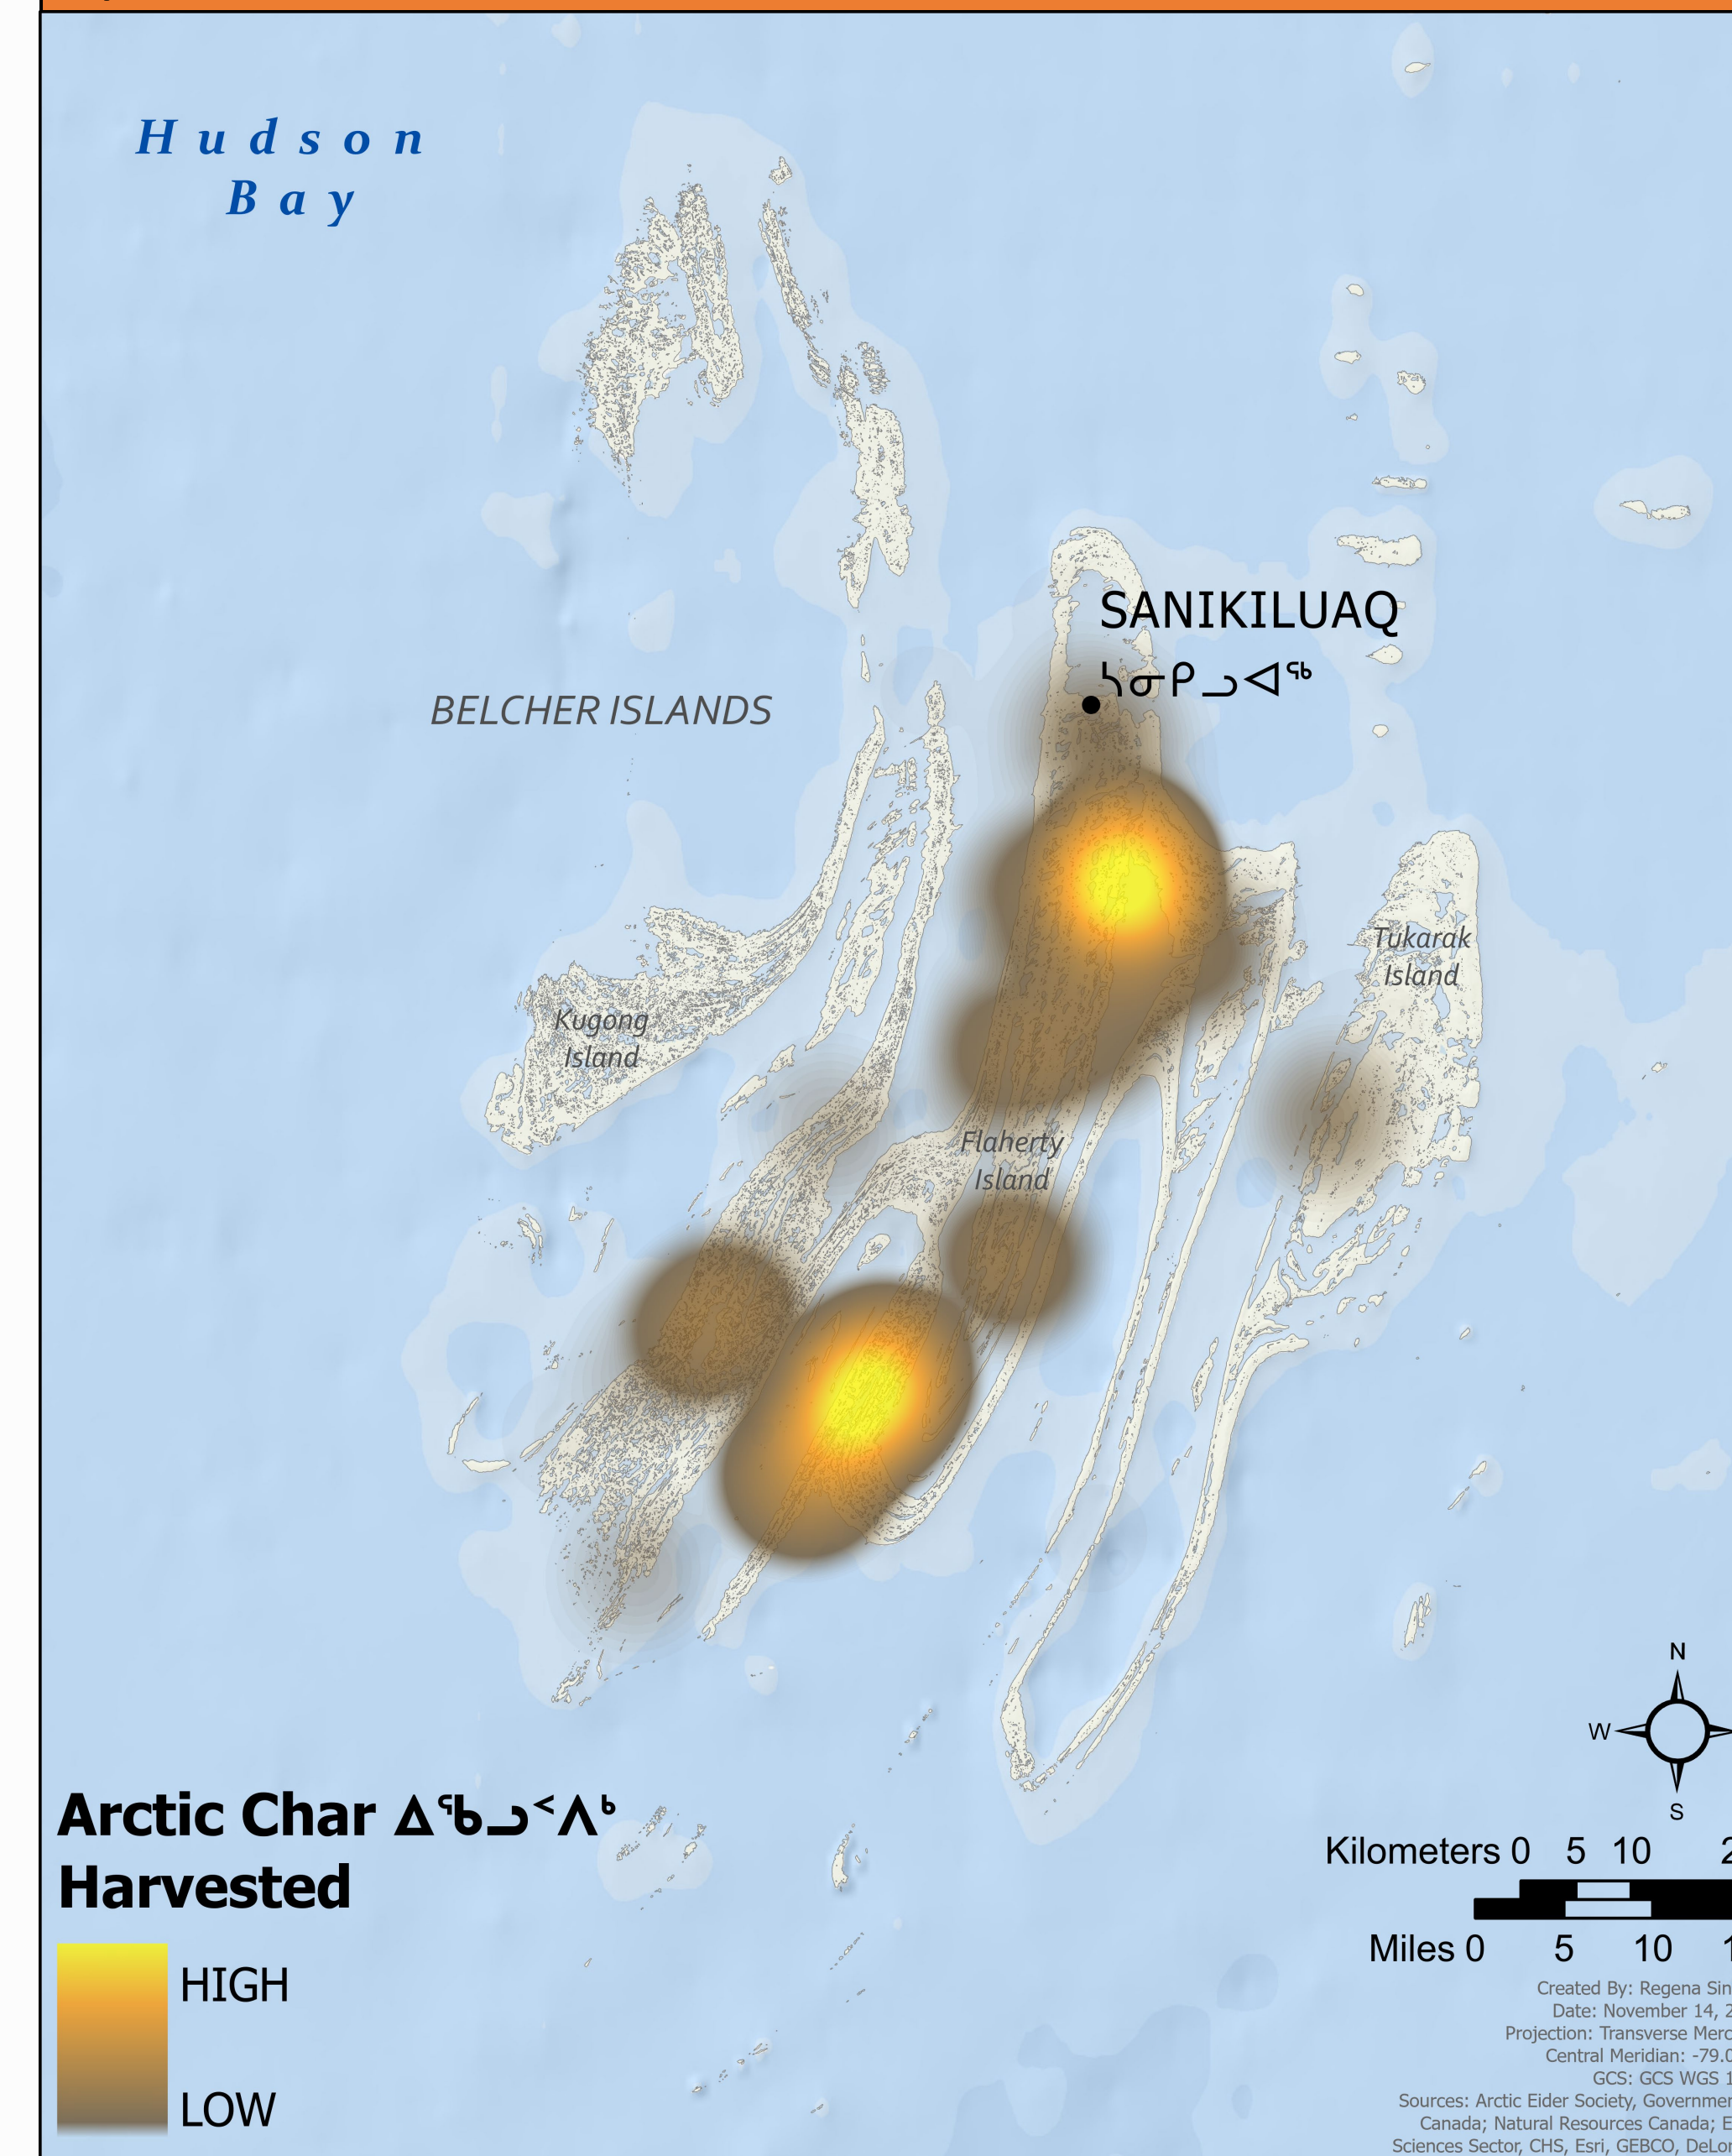 Hudson
Bay
SANIKILUAQ
ᓴᓂᑭᓗᐊᖅ
BELCHER ISLANDS
Tukarak
Island
Kugong
Island
Flaherty
Island
N
W
S
Arctic Char ᐃᖃᓗᑉᐱᒃ
Harvested
HIGH
LOW
Kilometers 0 5 10
Miles 0 5 10
Created By: Regena
Date: November 14,
Projection: Transverse
Central Meridian:
GCS: GCS WGS
Sources: Arctic Eider Society,
Canada; Natural Resources Canada;
Sciences Sector, CHS, Esri, GEBCO,